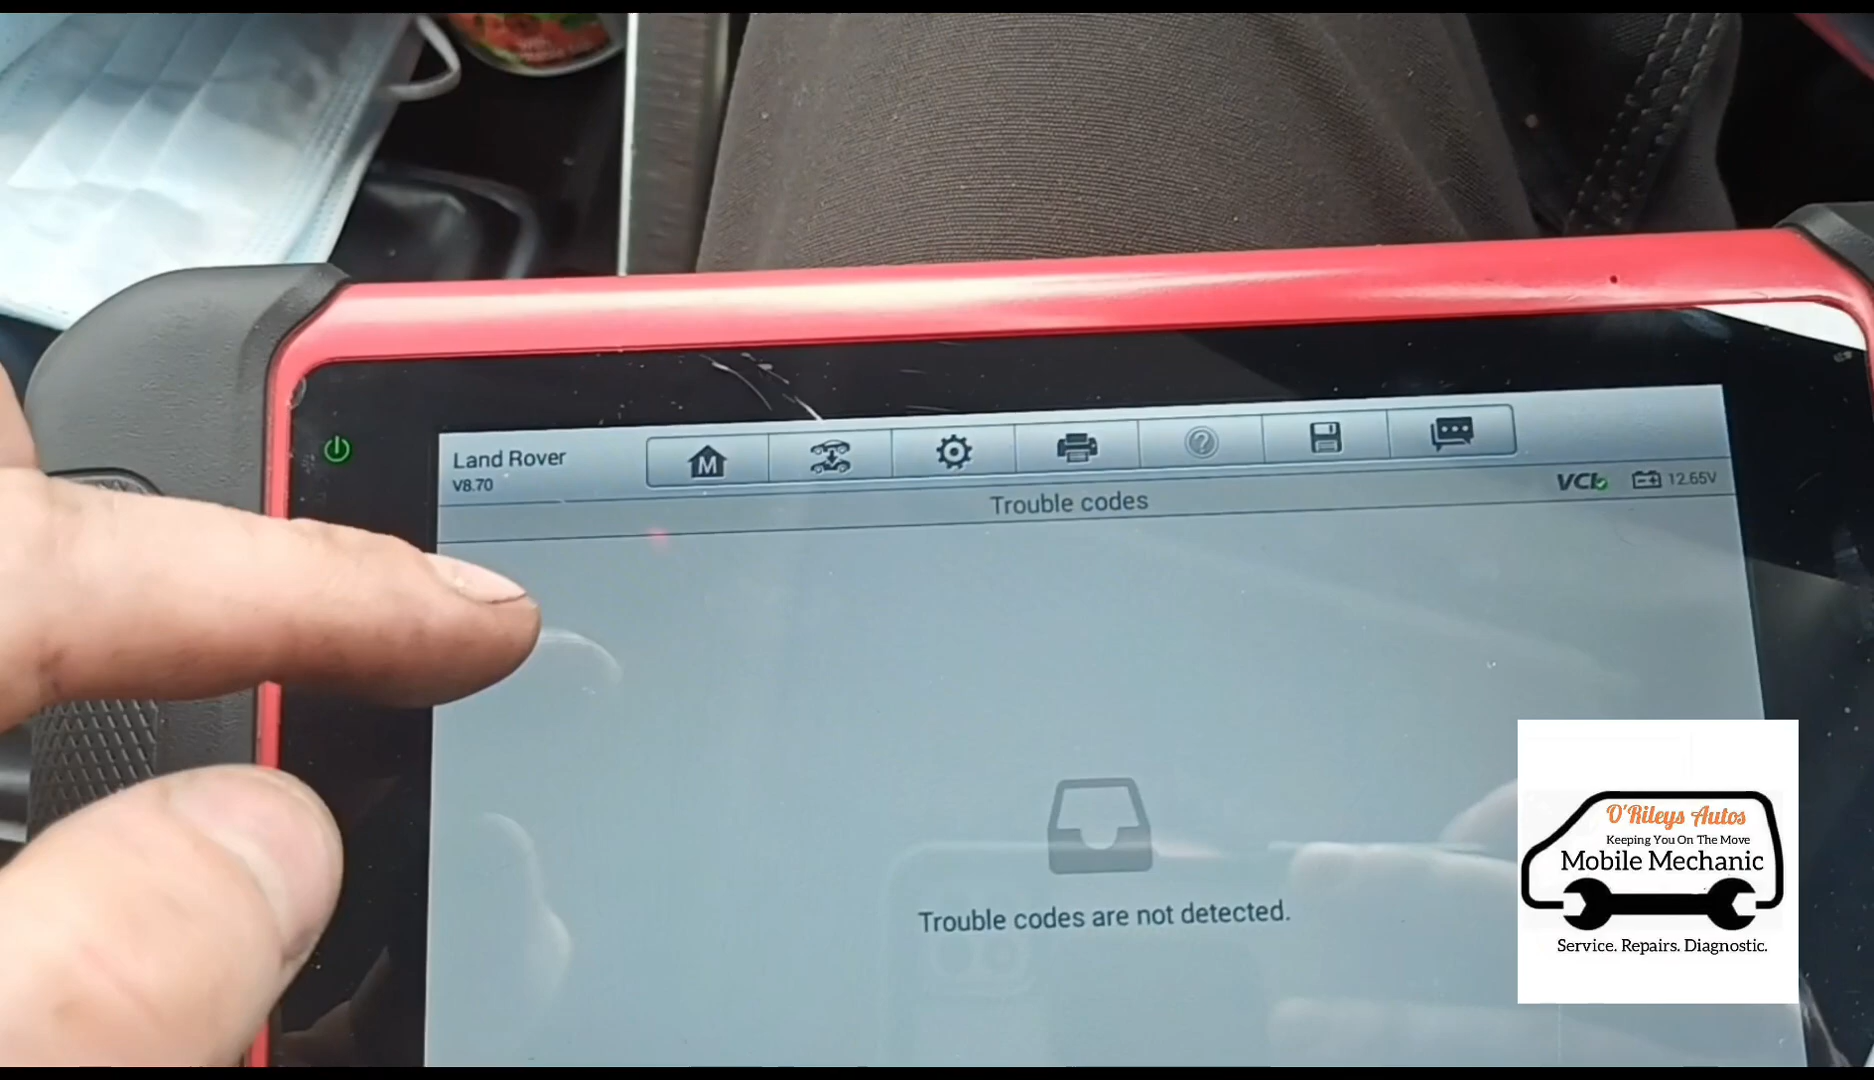 Land Rover
V8.70
M
VCI
12.65V
Trouble codes
Trouble codes are not detected.
O'Rileys Autos
Keeping You On The Move
Mobile Mechanic
Service. Repairs. Diagnostic.